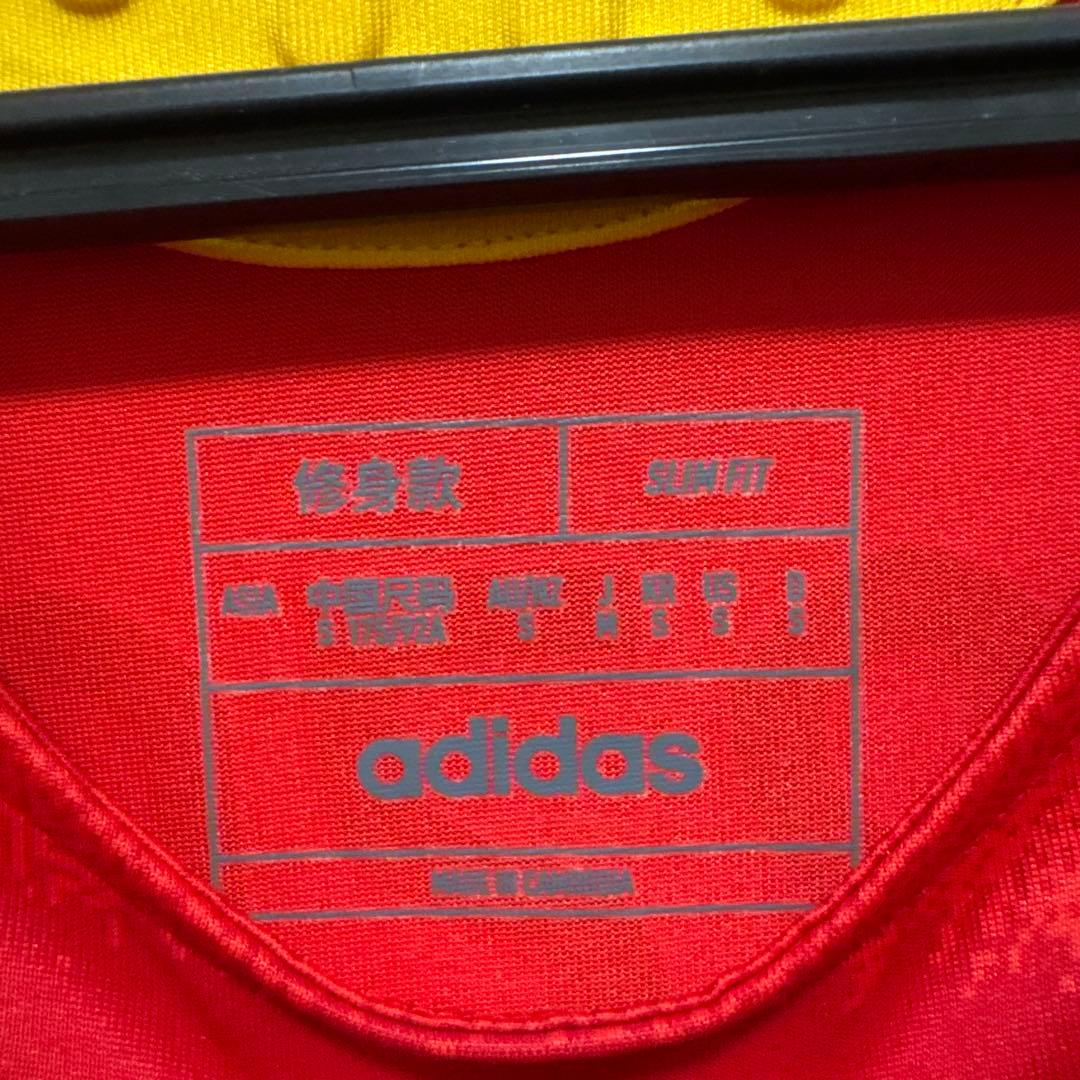 修身款 SLIM FIT
ASIA 中国尺码 AU/NZ J KR US B
S 175/92A S M S S S
adidas
MADE IN CAMBODIA